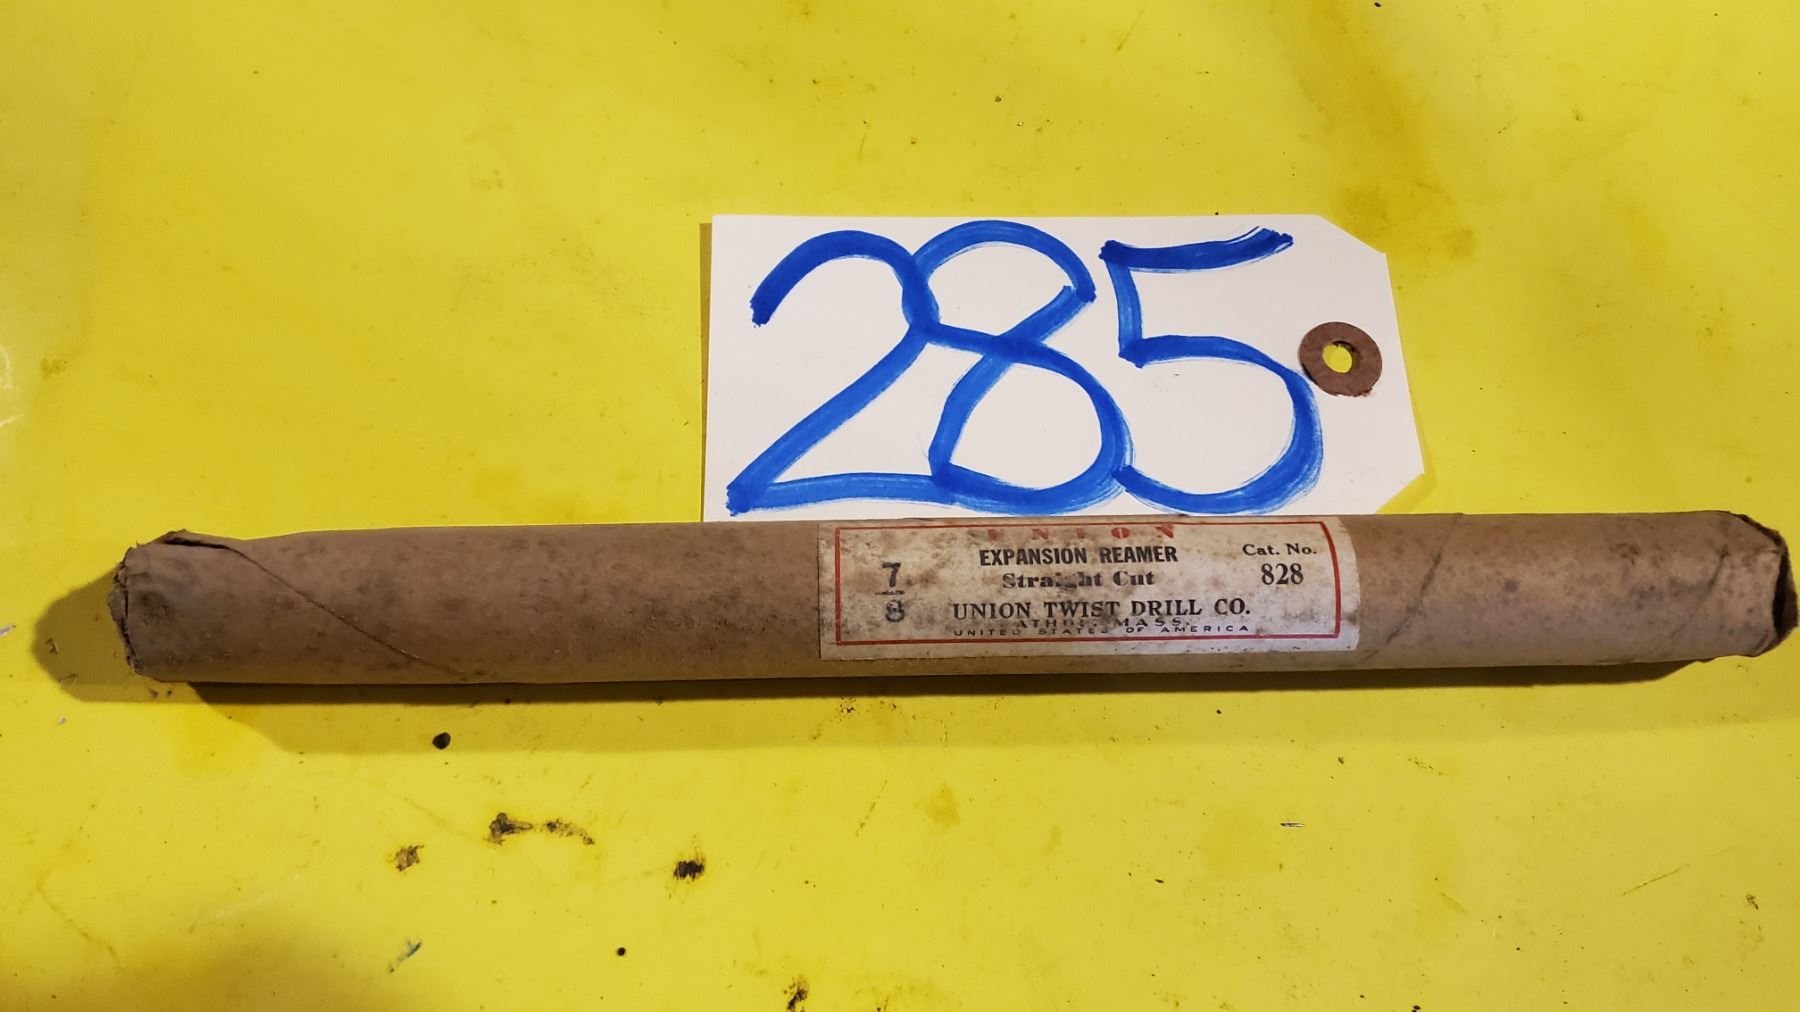 285
UNION
EXPANSION REAMER
Straight Cut
7/8
Cat. No.
828
UNION TWIST DRILL CO.
ATHOL, MASS.
UNITED STATES OF AMERICA